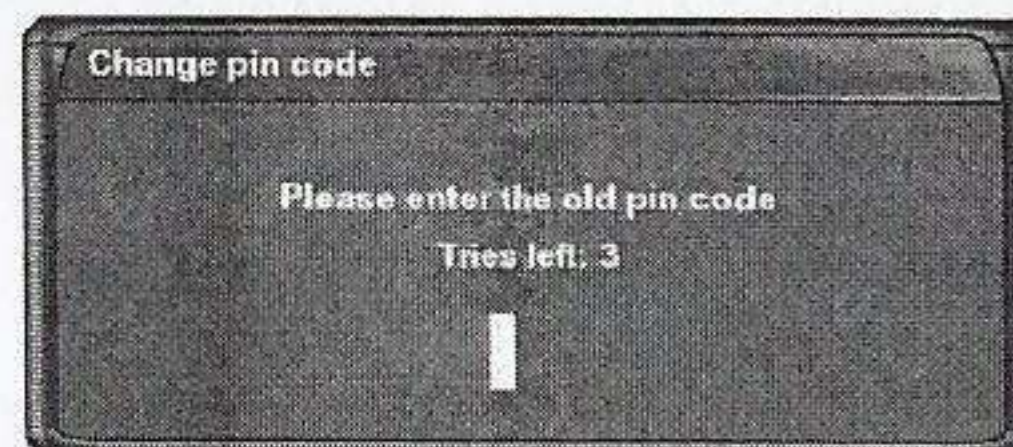 Change pin code
Please enter the old pin code
Tries left: 3